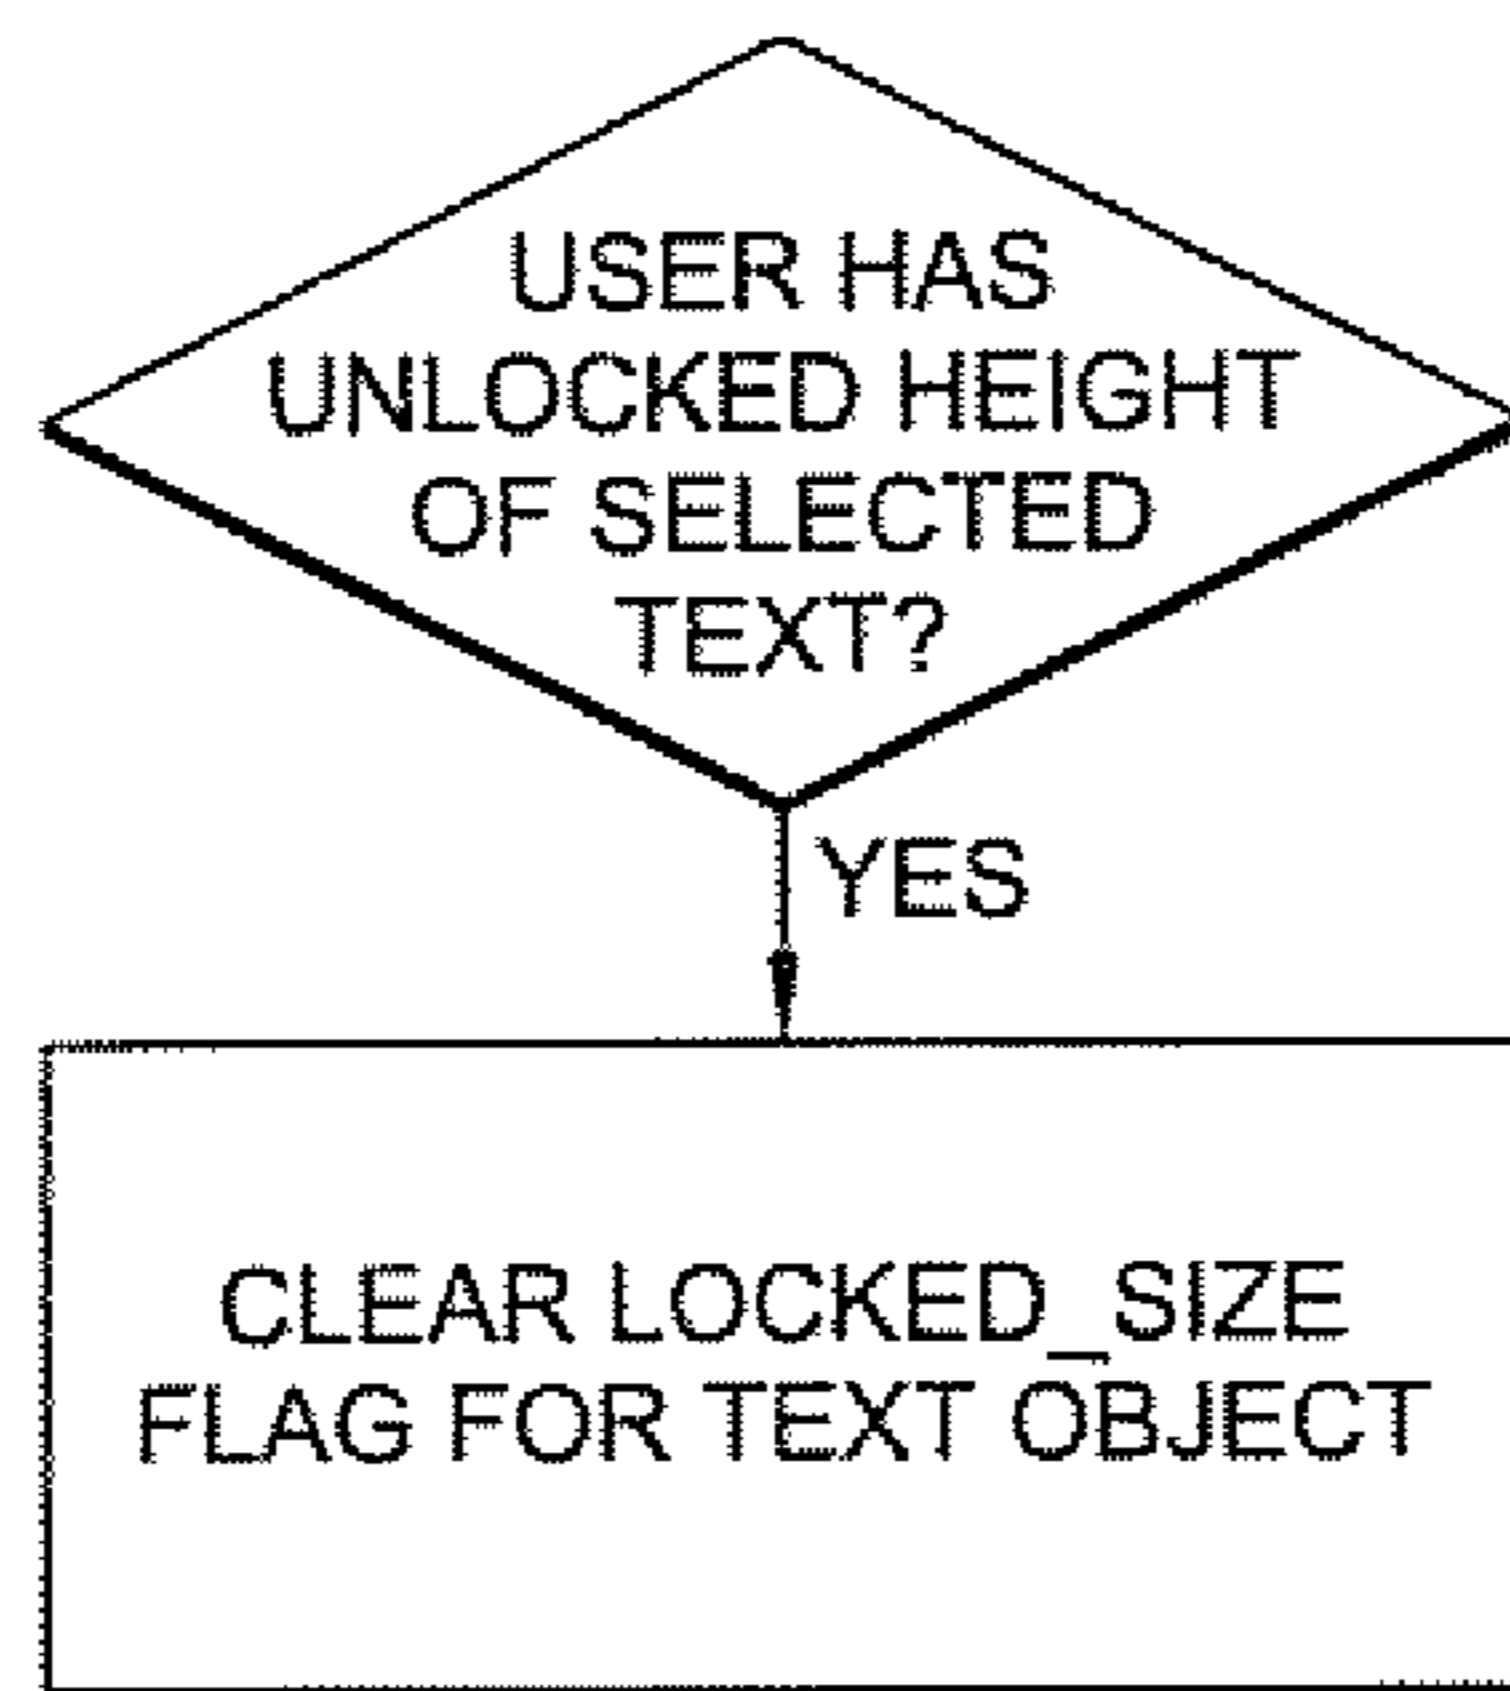 USER HAS
UNLOCKED HEIGHT
OF SELECTED
TEXT?
YES
CLEAR LOCKED_SIZE
FLAG FOR TEXT OBJECT